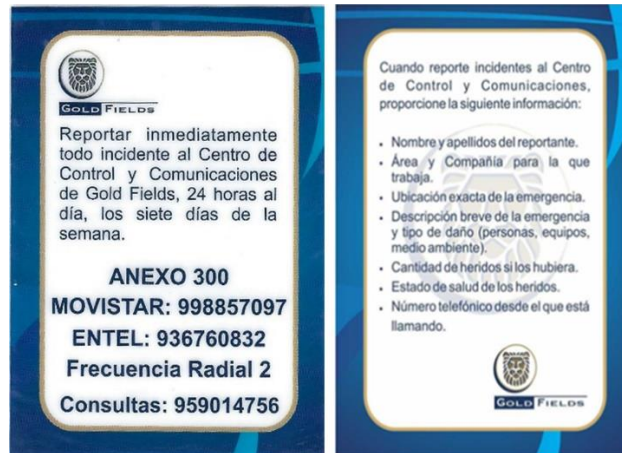 GOLD FIELDS
Reportar inmediatamente
todo incidente al Centro de
Control y Comunicaciones
de Gold Fields, 24 horas al
día, los siete días de la
semana.
ANEXO 300
MOVISTAR: 998857097
ENTEL: 936760832
Frecuencia Radial 2
Consultas: 959014756
Cuando reporte incidentes al Centro
de Control y Comunicaciones,
proporcione la siguiente información:
• Nombre y apellidos del reportante.
• Área y Compañía para la que
trabaja.
• Ubicación exacta de la emergencia.
• Descripción breve de la emergencia
y tipo de daño (personas, equipos,
medio ambiente).
• Cantidad de heridos si los hubiera.
• Estado de salud de los heridos.
• Número telefónico desde el que está
llamando.
GOLD FIELDS